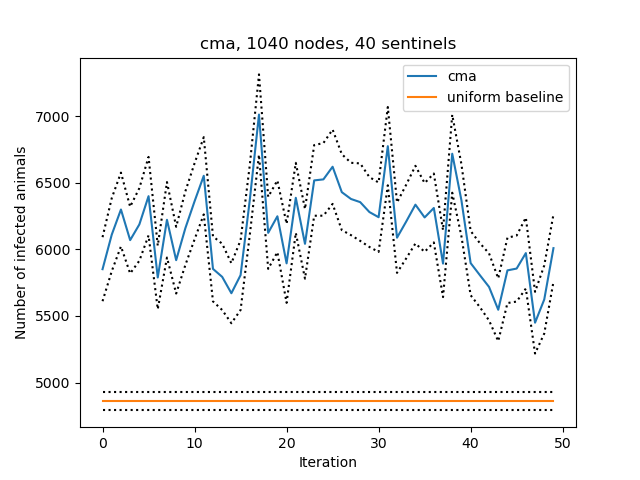 cma, 1040 nodes, 40 sentinels
cma
uniform baseline
Number of infected animals
7000
6500
6000
5500
5000
0
10
20
30
40
50
Iteration